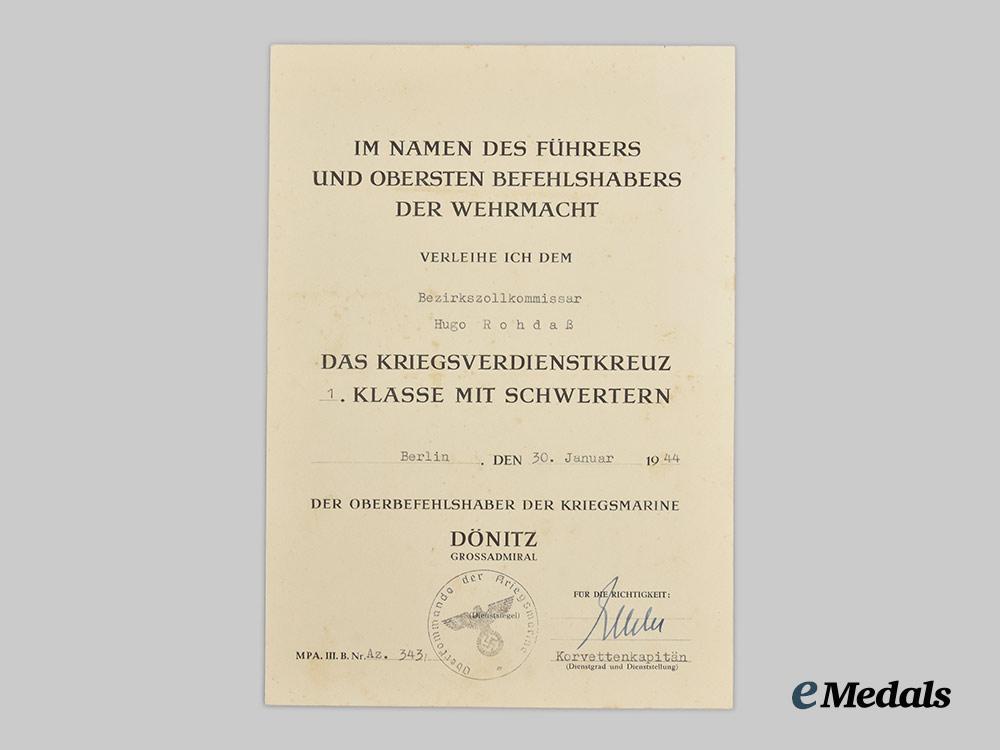 IM NAMEN DES FÜHRERS
UND OBERSTEN BEFEHLSHABERS
DER WEHRMACHT
VERLEIHE ICH DEM
Bezirkszollkommissar
Hugo R o h d a ß
DAS KRIEGSVERDIENSTKREUZ
1. KLASSE MIT SCHWERTERN
Berlin . DEN 30. Januar 1944
DER OBERBEFEHLSHABER DER KRIEGSMARINE
DÖNITZ
GROSSADMIRAL
Oberkommando der Kriegsmarine
(Dienstsiegel)
FÜR DIE RICHTIGKEIT:
MPA. III. B. Nr. Az. 343,
Korvettenkapitän
(Dienstgrad und Dienststellung)
eMedals